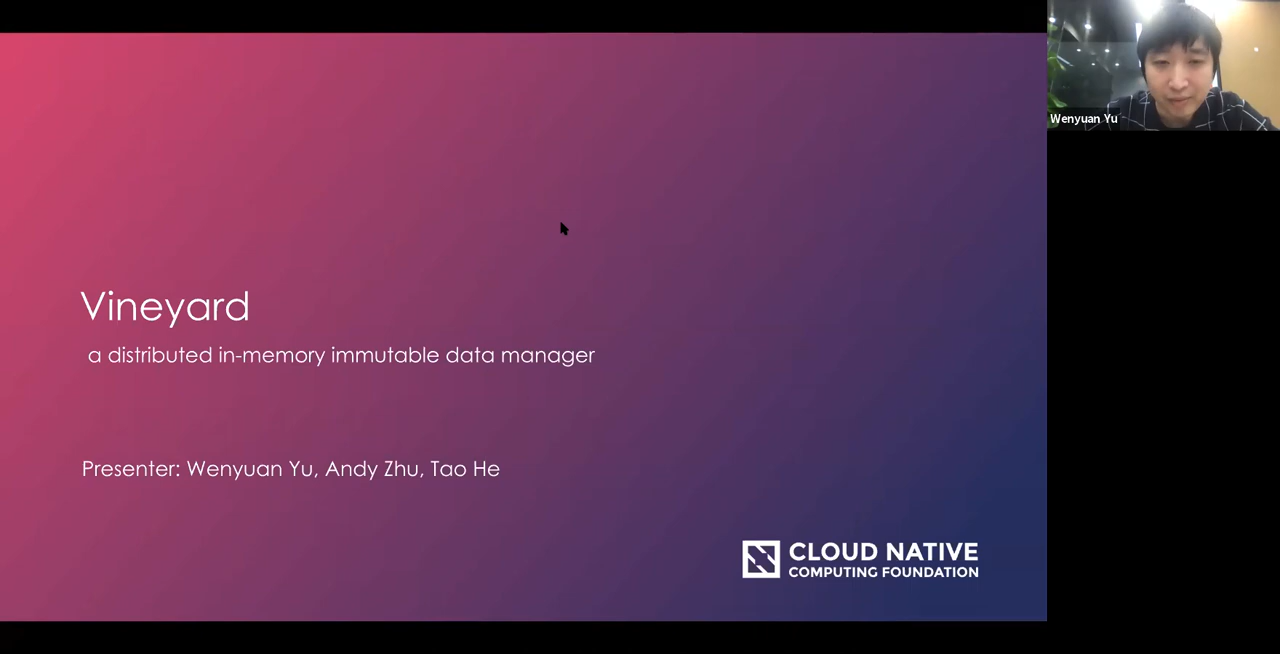 Vineyard
a distributed in-memory immutable data manager
Presenter: Wenyuan Yu, Andy Zhu, Tao He
CLOUD NATIVE
COMPUTING FOUNDATION
Wenyuan Yu